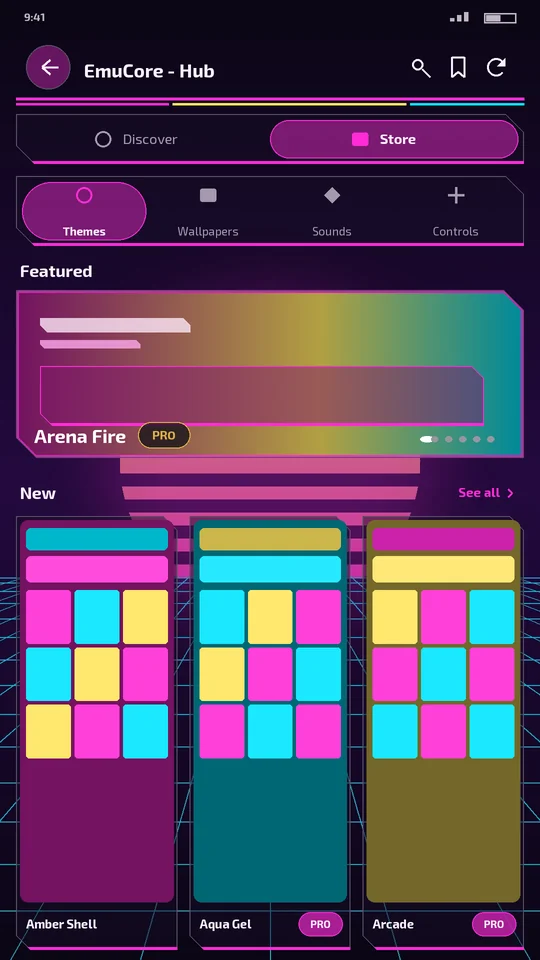 9:41
EmuCore - Hub
Discover
Store
Themes
Wallpapers
Sounds
Controls
Featured
Arena Fire
PRO
New
See all
Amber Shell
Aqua Gel
PRO
Arcade
PRO